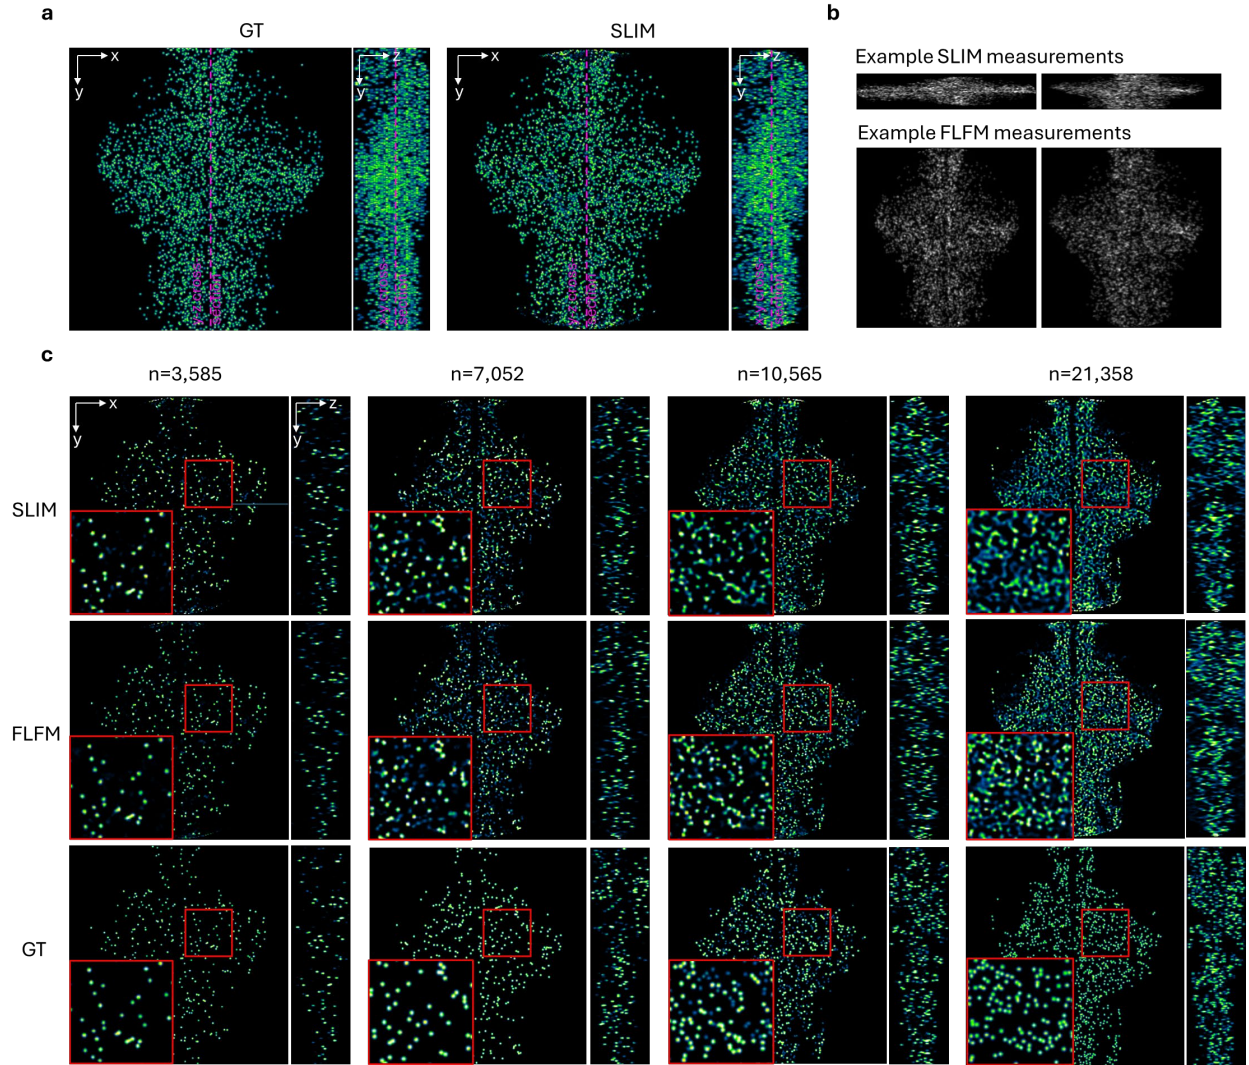 a
b
GT
SLIM
x
y
z
y
x
y
z
y
Example SLIM measurements
Example FLFM measurements
c
n=3,585
n=7,052
n=10,565
n=21,358
x
y
z
y
SLIM
FLFM
GT